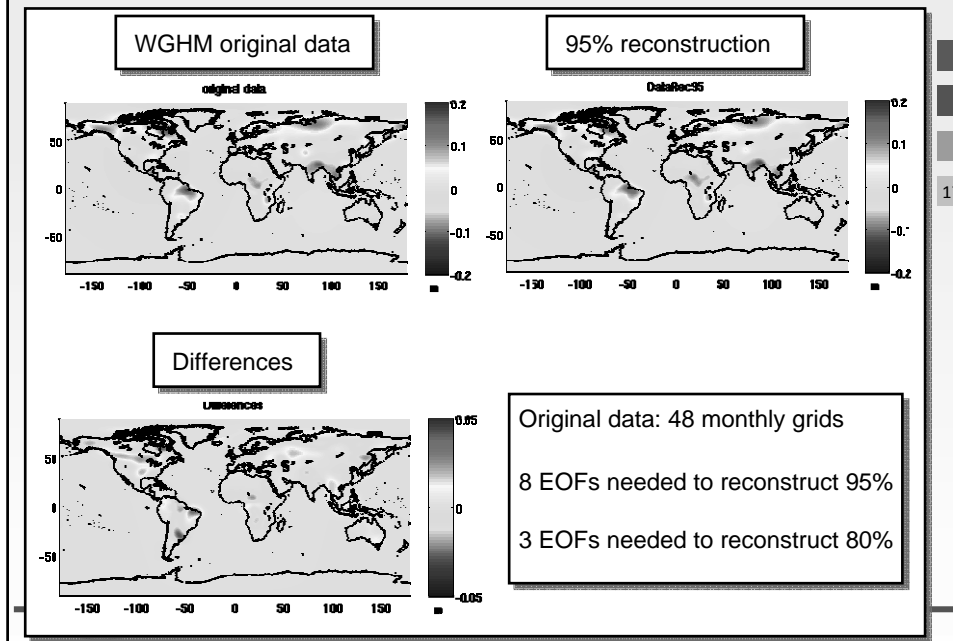 WGHM original data
95% reconstruction
original data
DataRec95
50
0
-50
-150 -100 -50 0 50 100 150
0.2
0.1
0
-0.1
-0.2
m
50
0
-50
-150 -100 -50 0 50 100 150
0.2
0.1
0
-0.1
-0.2
m
Differences
Differences
50
0
-50
-150 -100 -50 0 50 100 150
0.05
0
-0.05
m
Original data: 48 monthly grids
8 EOFs needed to reconstruct 95%
3 EOFs needed to reconstruct 80%